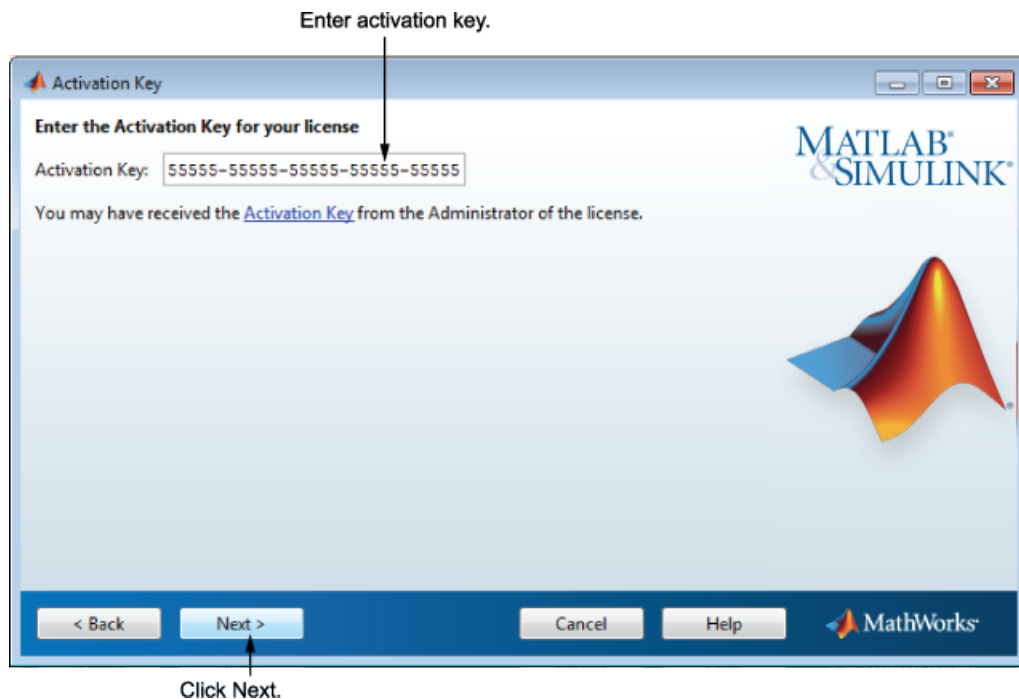 Enter activation key.
Activation Key
Enter the Activation Key for your license
Activation Key: 55555-55555-55555-55555-55555
You may have received the Activation Key from the Administrator of the license.
MATLAB®
&SIMULINK®
®
< Back Next > Cancel Help MathWorks®
Click Next.